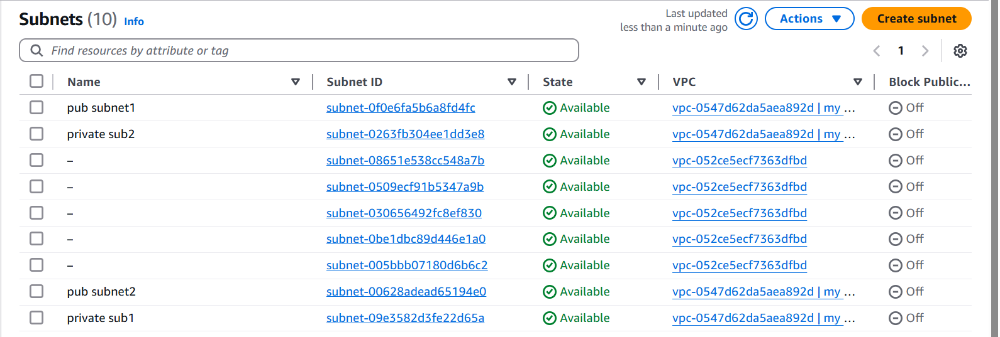 Subnets (10) Info
Last updated
less than a minute ago
Actions
Create subnet
Find resources by attribute or tag
1
Name Subnet ID State VPC Block Public...
pub subnet1 subnet-0f0e6fa5b6a8fd4fc Available vpc-0547d62da5aea892d | my ... Off
private sub2 subnet-0263fb304ee1dd3e8 Available vpc-0547d62da5aea892d | my ... Off
– subnet-08651e538cc548a7b Available vpc-052ce5ecf7363dfbd Off
– subnet-0509ecf91b5347a9b Available vpc-052ce5ecf7363dfbd Off
– subnet-030656492fc8ef830 Available vpc-052ce5ecf7363dfbd Off
– subnet-0be1dbc89d446e1a0 Available vpc-052ce5ecf7363dfbd Off
– subnet-005bbb07180d6b6c2 Available vpc-052ce5ecf7363dfbd Off
pub subnet2 subnet-00628adead65194e0 Available vpc-0547d62da5aea892d | my ... Off
private sub1 subnet-09e3582d3fe22d65a Available vpc-0547d62da5aea892d | my ... Off